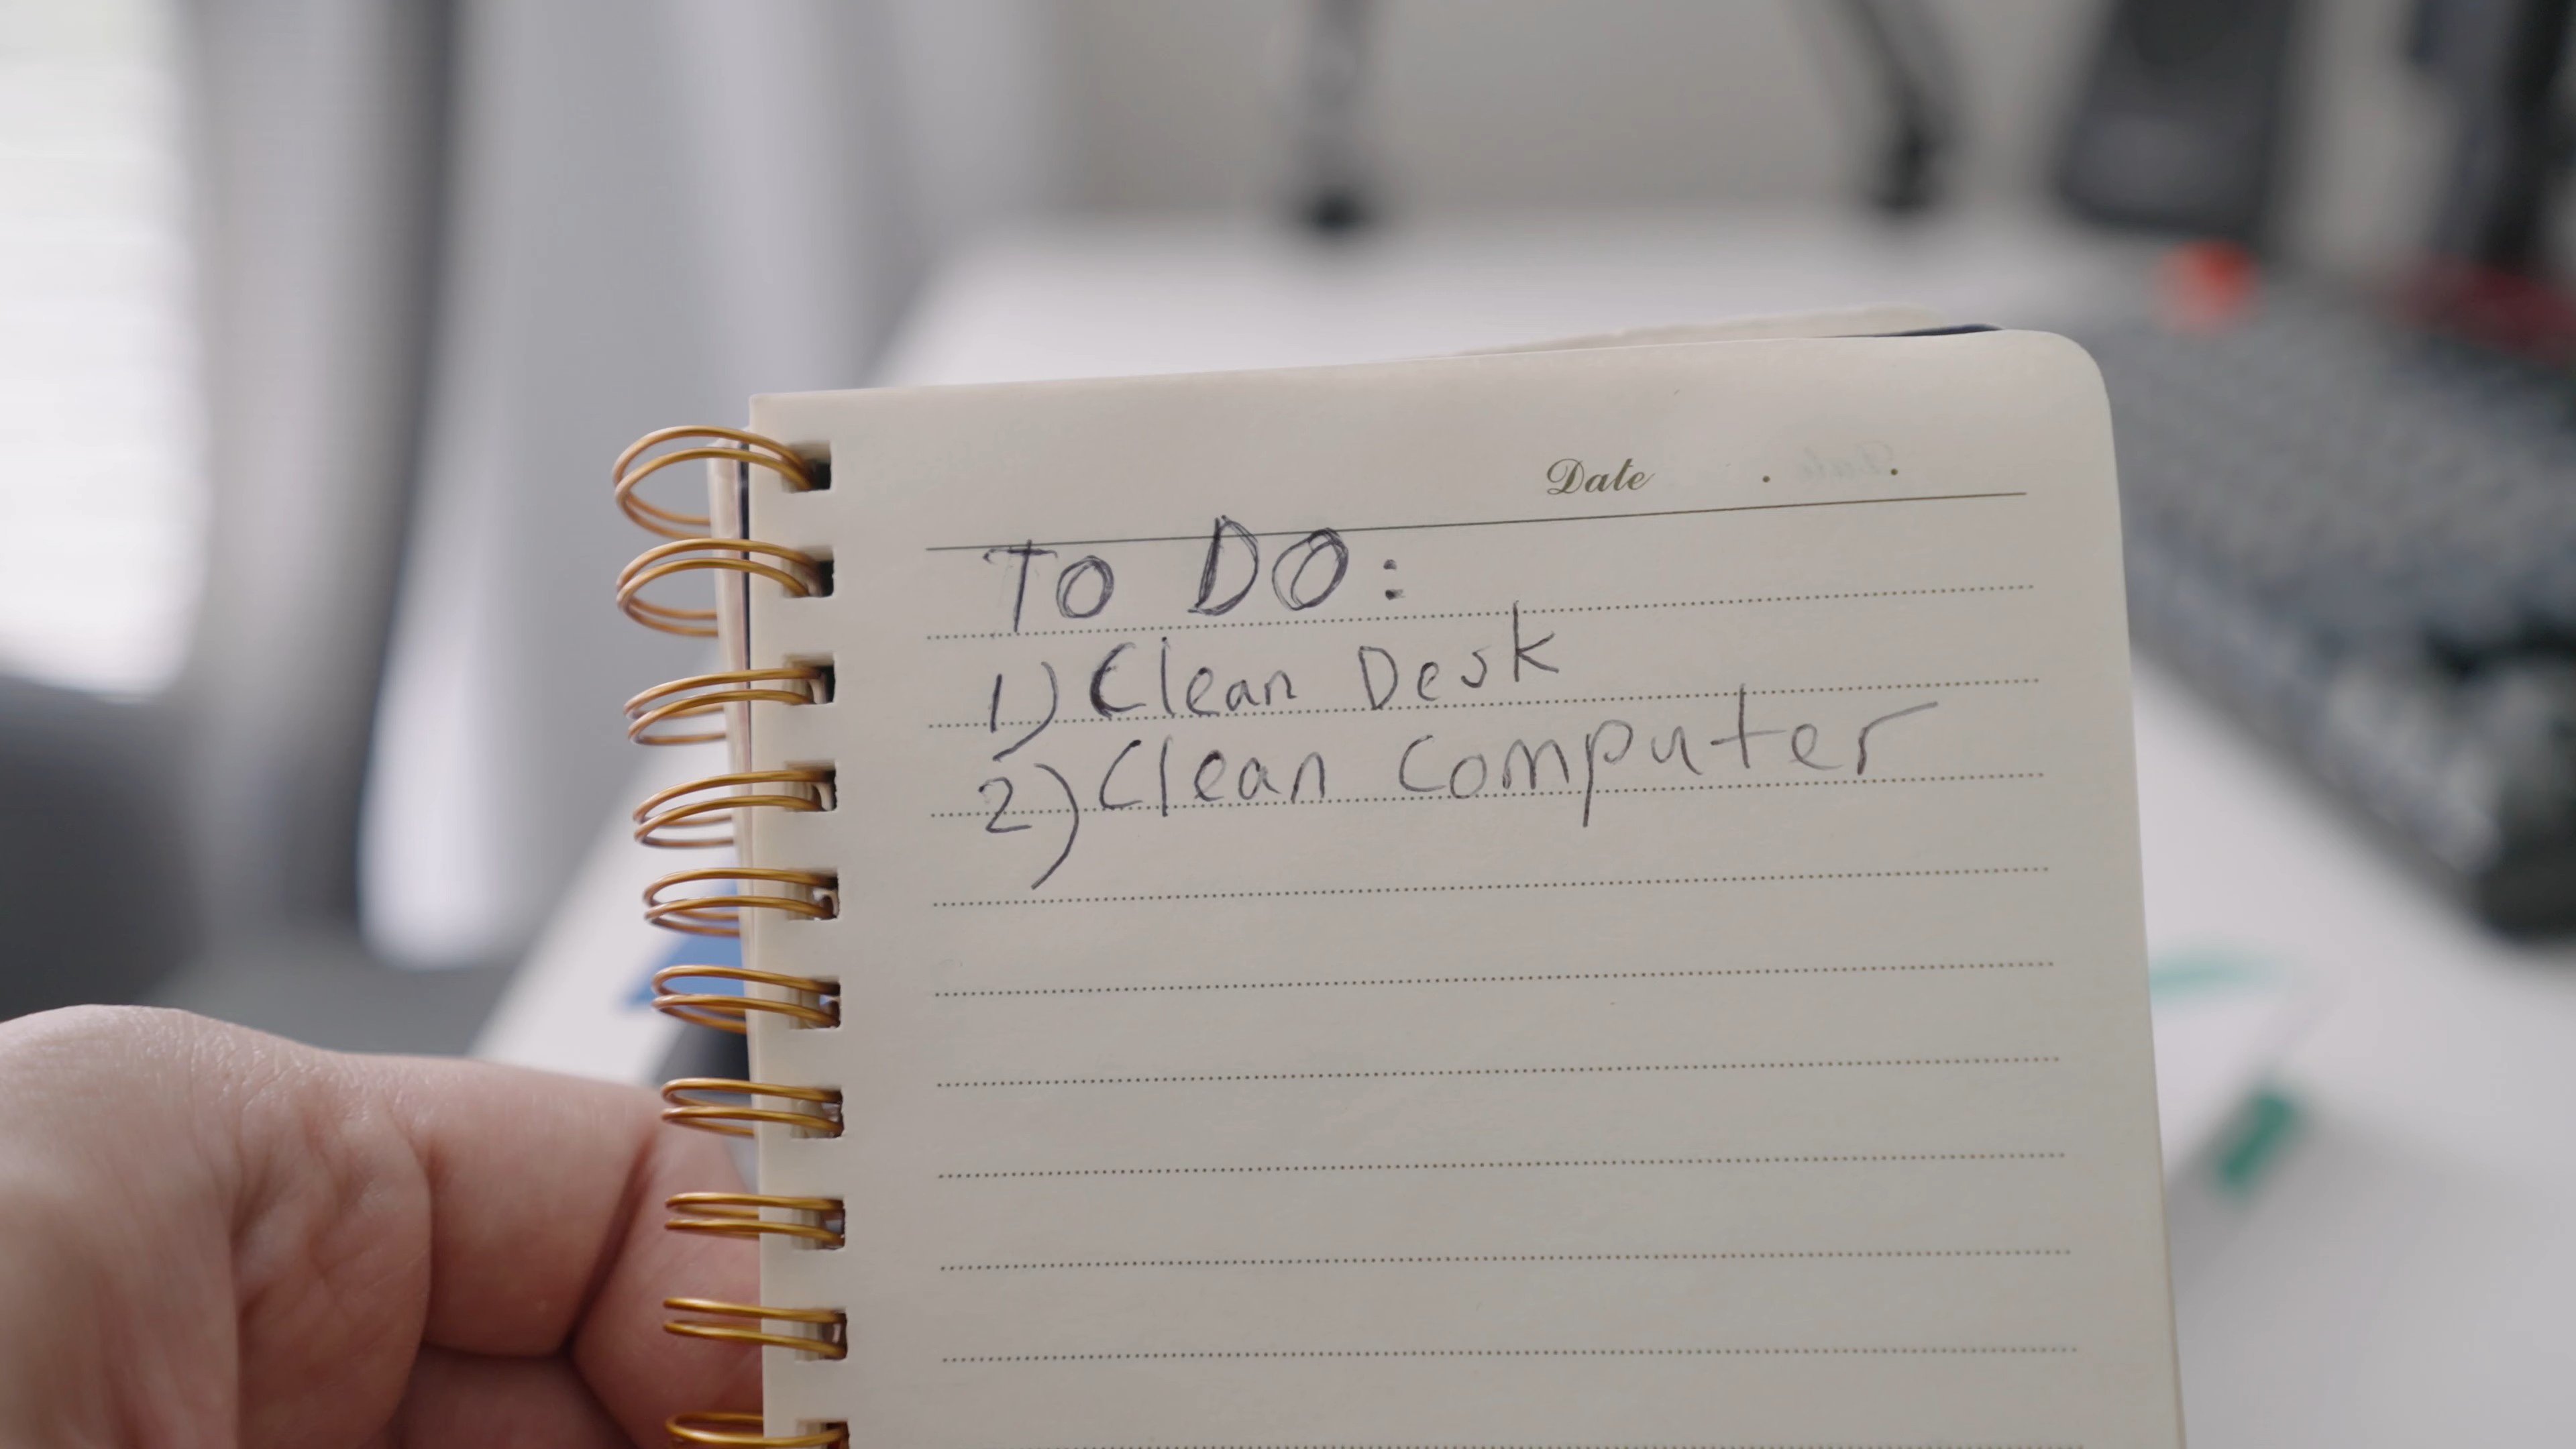 Date . .
TO DO:
1) Clean Desk
2) Clean Computer